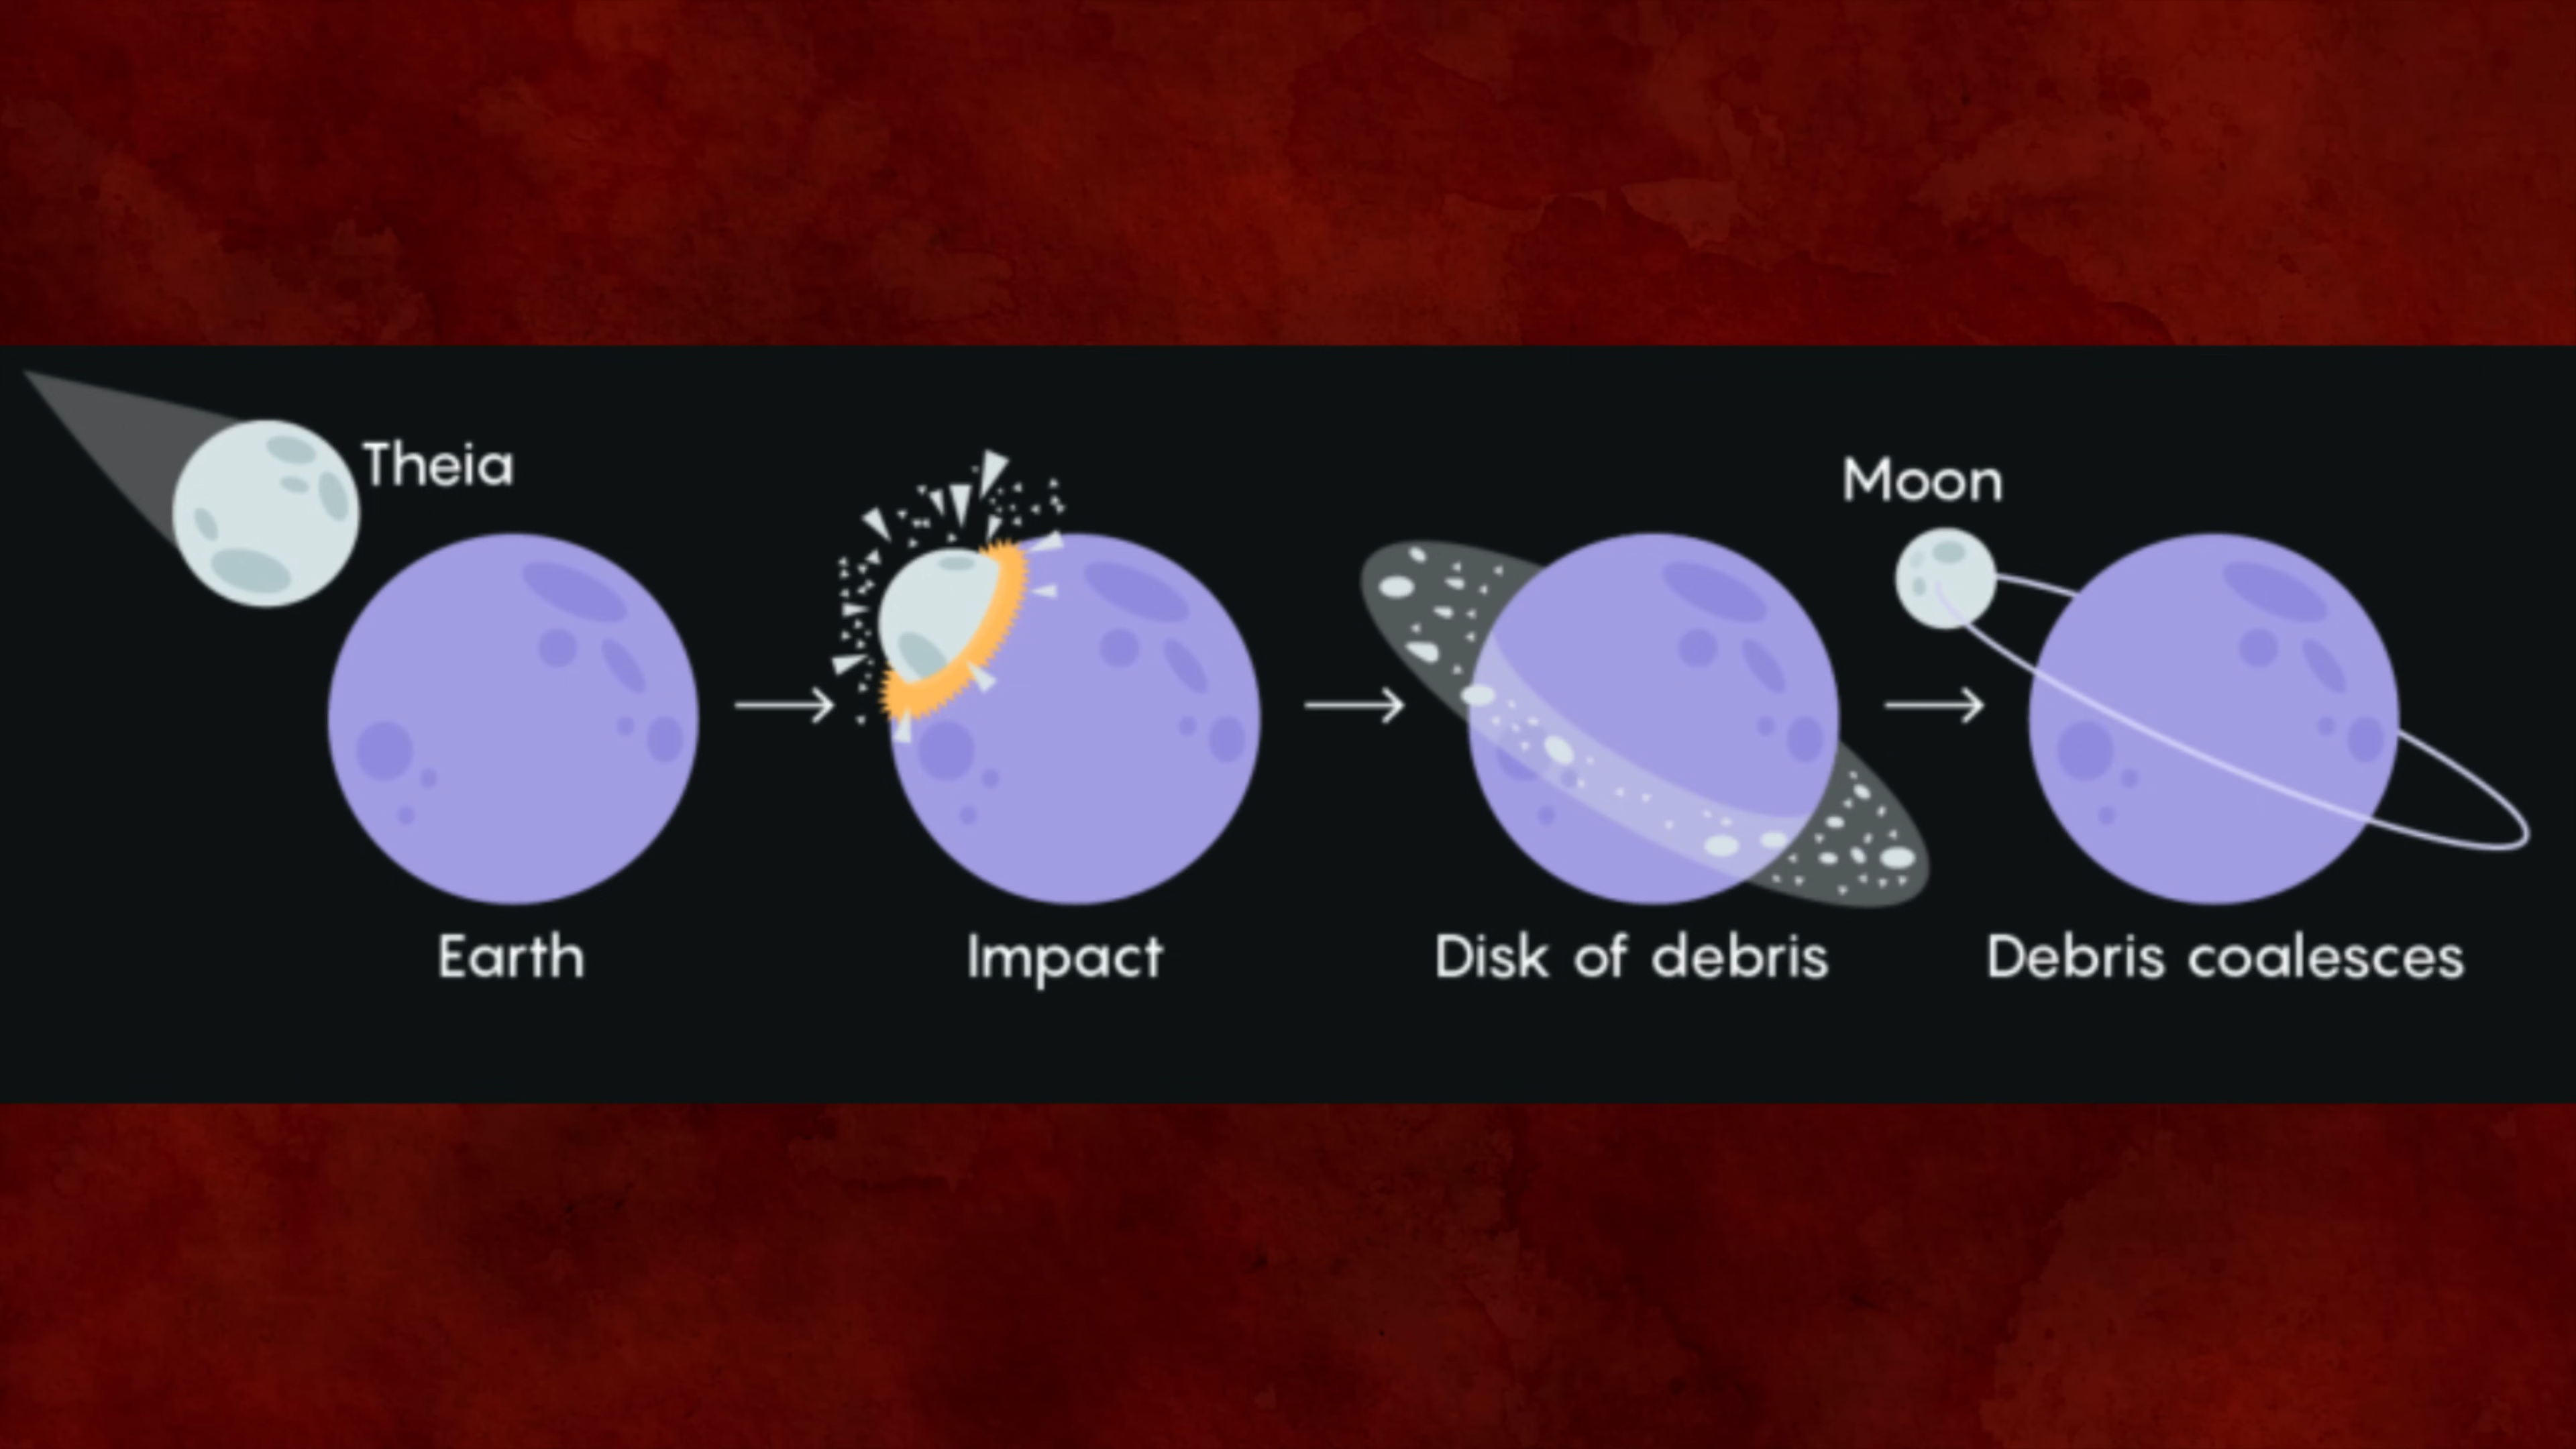 Theia
Earth
Impact
Disk of debris
Moon
Debris coalesces